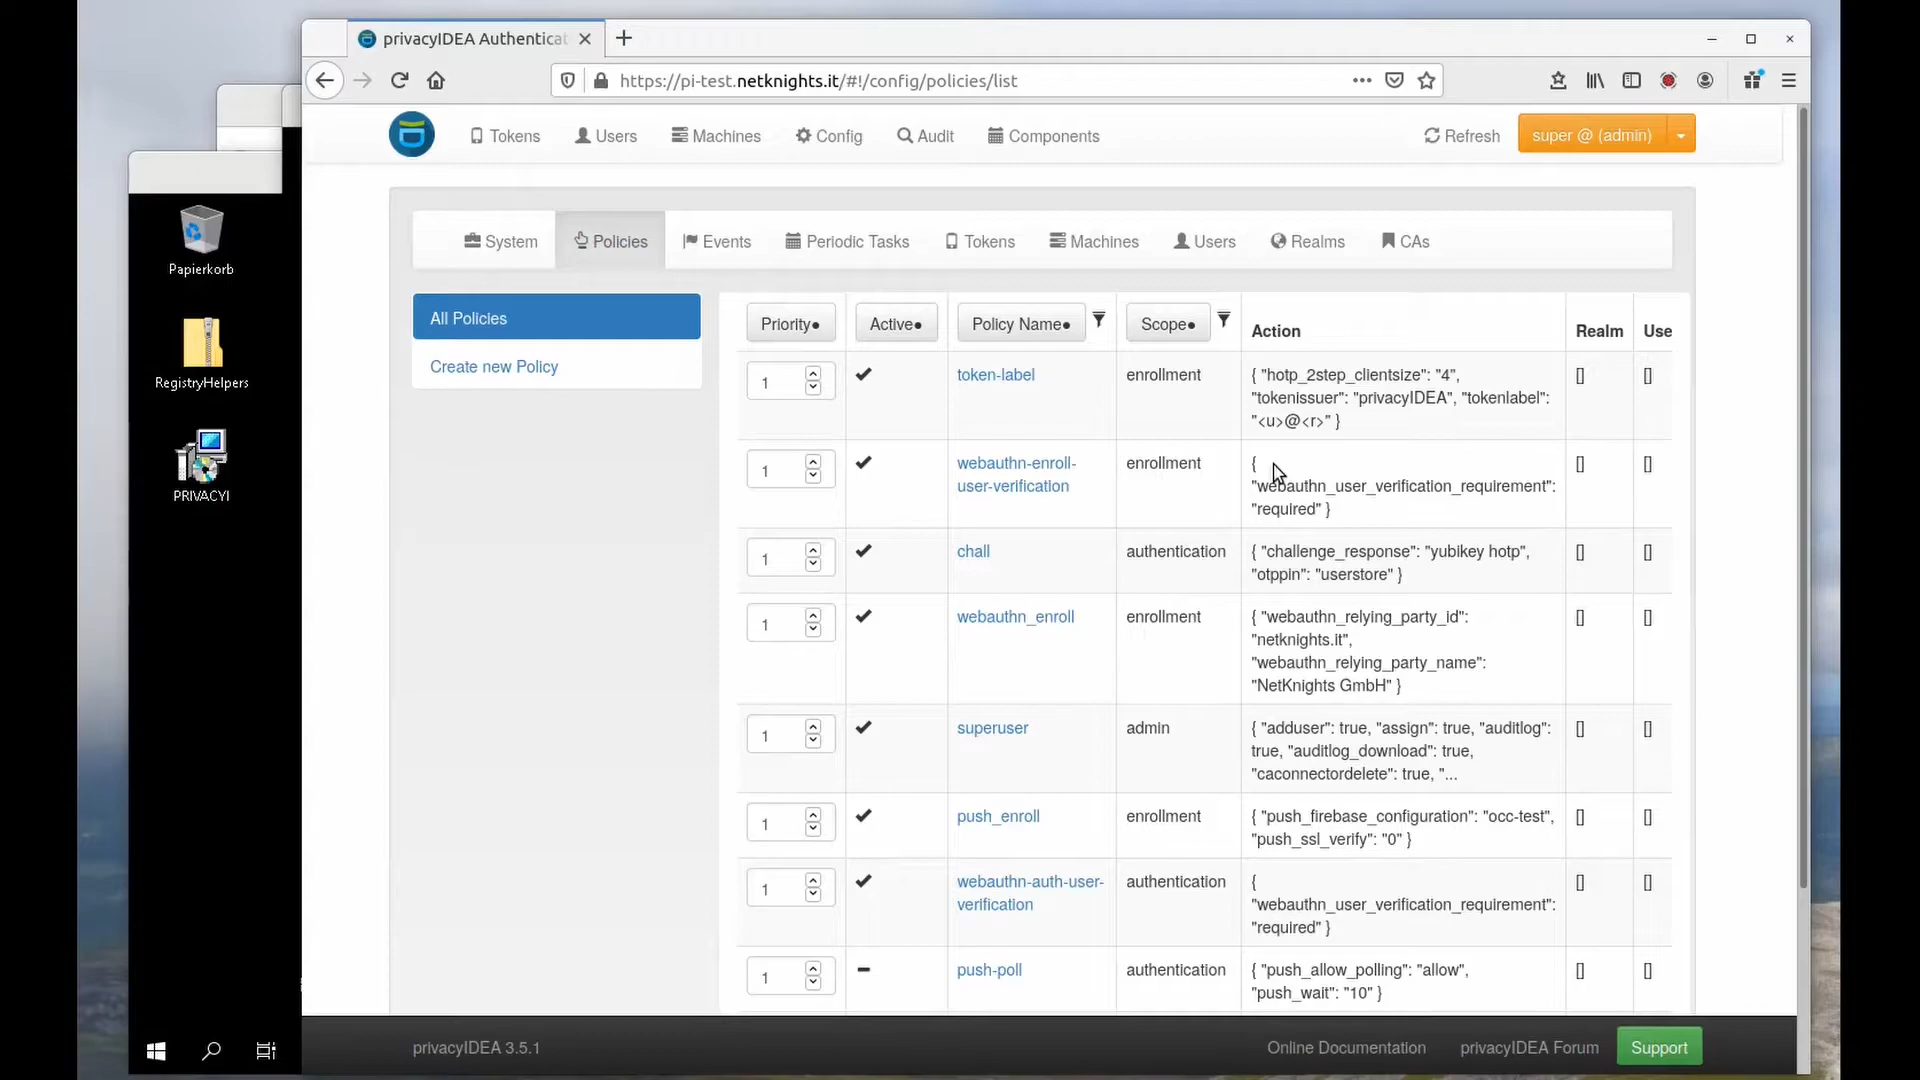 privacyIDEA Authenticat
https://pi-test.netknights.it/#!/config/policies/list
Tokens Users Machines Config Audit Components Refresh super @ (admin)
System Policies Events Periodic Tasks Tokens Machines Users Realms CAs
Papierkorb
RegistryHelpers
PRIVACYI
All Policies
Create new Policy
Priority● Active● Policy Name● Scope● Action Realm Use
1 token-label enrollment { "hotp_2step_clientsize": "4", [] []
"tokenissuer": "privacyIDEA", "tokenlabel":
"<u>@<r>" }
1 webauthn-enroll- enrollment { [] []
user-verification "webauthn_user_verification_requirement":
"required" }
1 chall authentication { "challenge_response": "yubikey hotp", [] []
"otppin": "userstore" }
1 webauthn_enroll enrollment { "webauthn_relying_party_id": [] []
"netknights.it",
"webauthn_relying_party_name":
"NetKnights GmbH" }
1 superuser admin { "adduser": true, "assign": true, "auditlog": [] []
true, "auditlog_download": true,
"caconnectordelete": true, "...
1 push_enroll enrollment { "push_firebase_configuration": "occ-test", [] []
"push_ssl_verify": "0" }
1 webauthn-auth-user- authentication { [] []
verification "webauthn_user_verification_requirement":
"required" }
1 push-poll authentication { "push_allow_polling": "allow", [] []
"push_wait": "10" }
privacyIDEA 3.5.1 Online Documentation privacyIDEA Forum Support